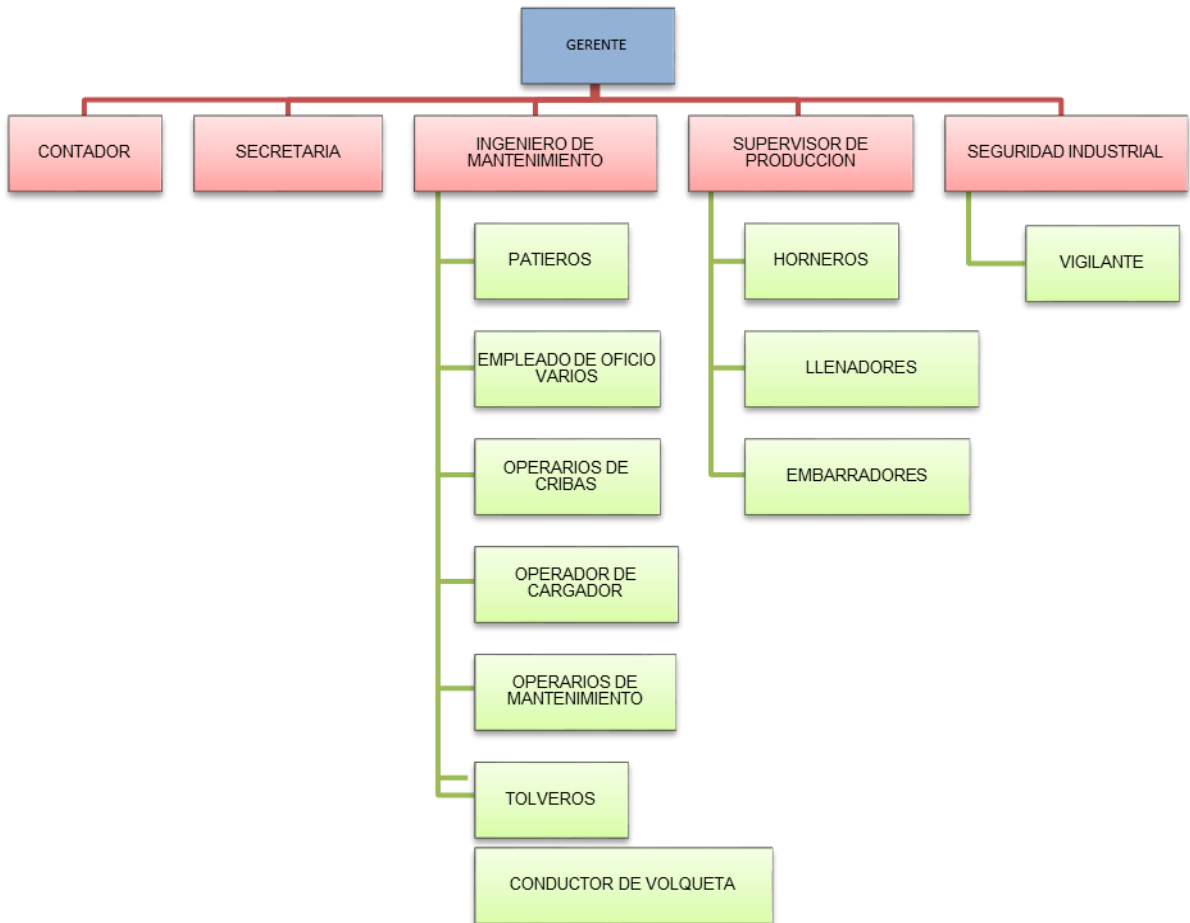 GERENTE
CONTADOR
SECRETARIA
INGENIERO DE
MANTENIMIENTO
SUPERVISOR DE
PRODUCCION
SEGURIDAD INDUSTRIAL
PATIEROS
EMPLEADO DE OFICIO
VARIOS
OPERARIOS DE
CRIBAS
OPERADOR DE
CARGADOR
OPERARIOS DE
MANTENIMIENTO
TOLVEROS
CONDUCTOR DE VOLQUETA
HORNEROS
LLENADORES
EMBARRADORES
VIGILANTE